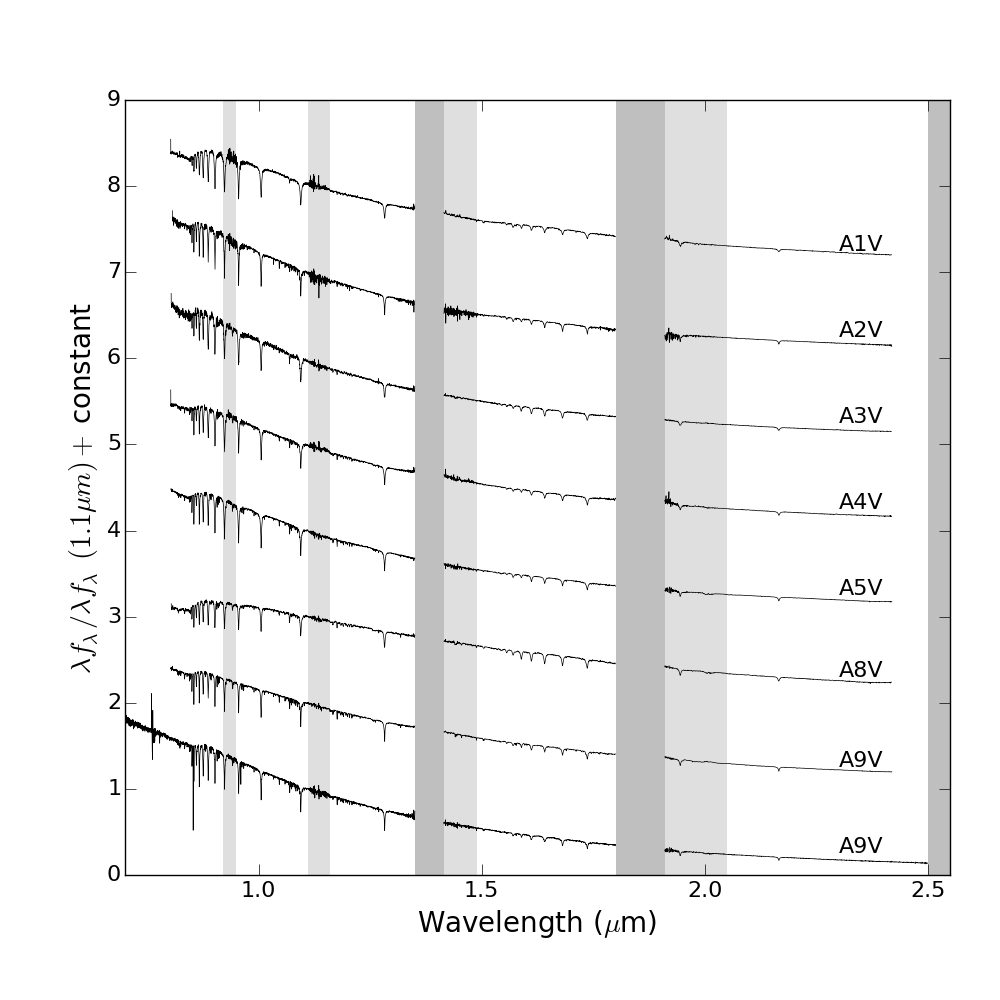 9
8
7
6
5
4
3
2
1
0
1.0 1.5 2.0 2.5
Wavelength (μm)
λf_λ/λf_λ (1.1μm) + constant
A1V
A2V
A3V
A4V
A5V
A8V
A9V
A9V